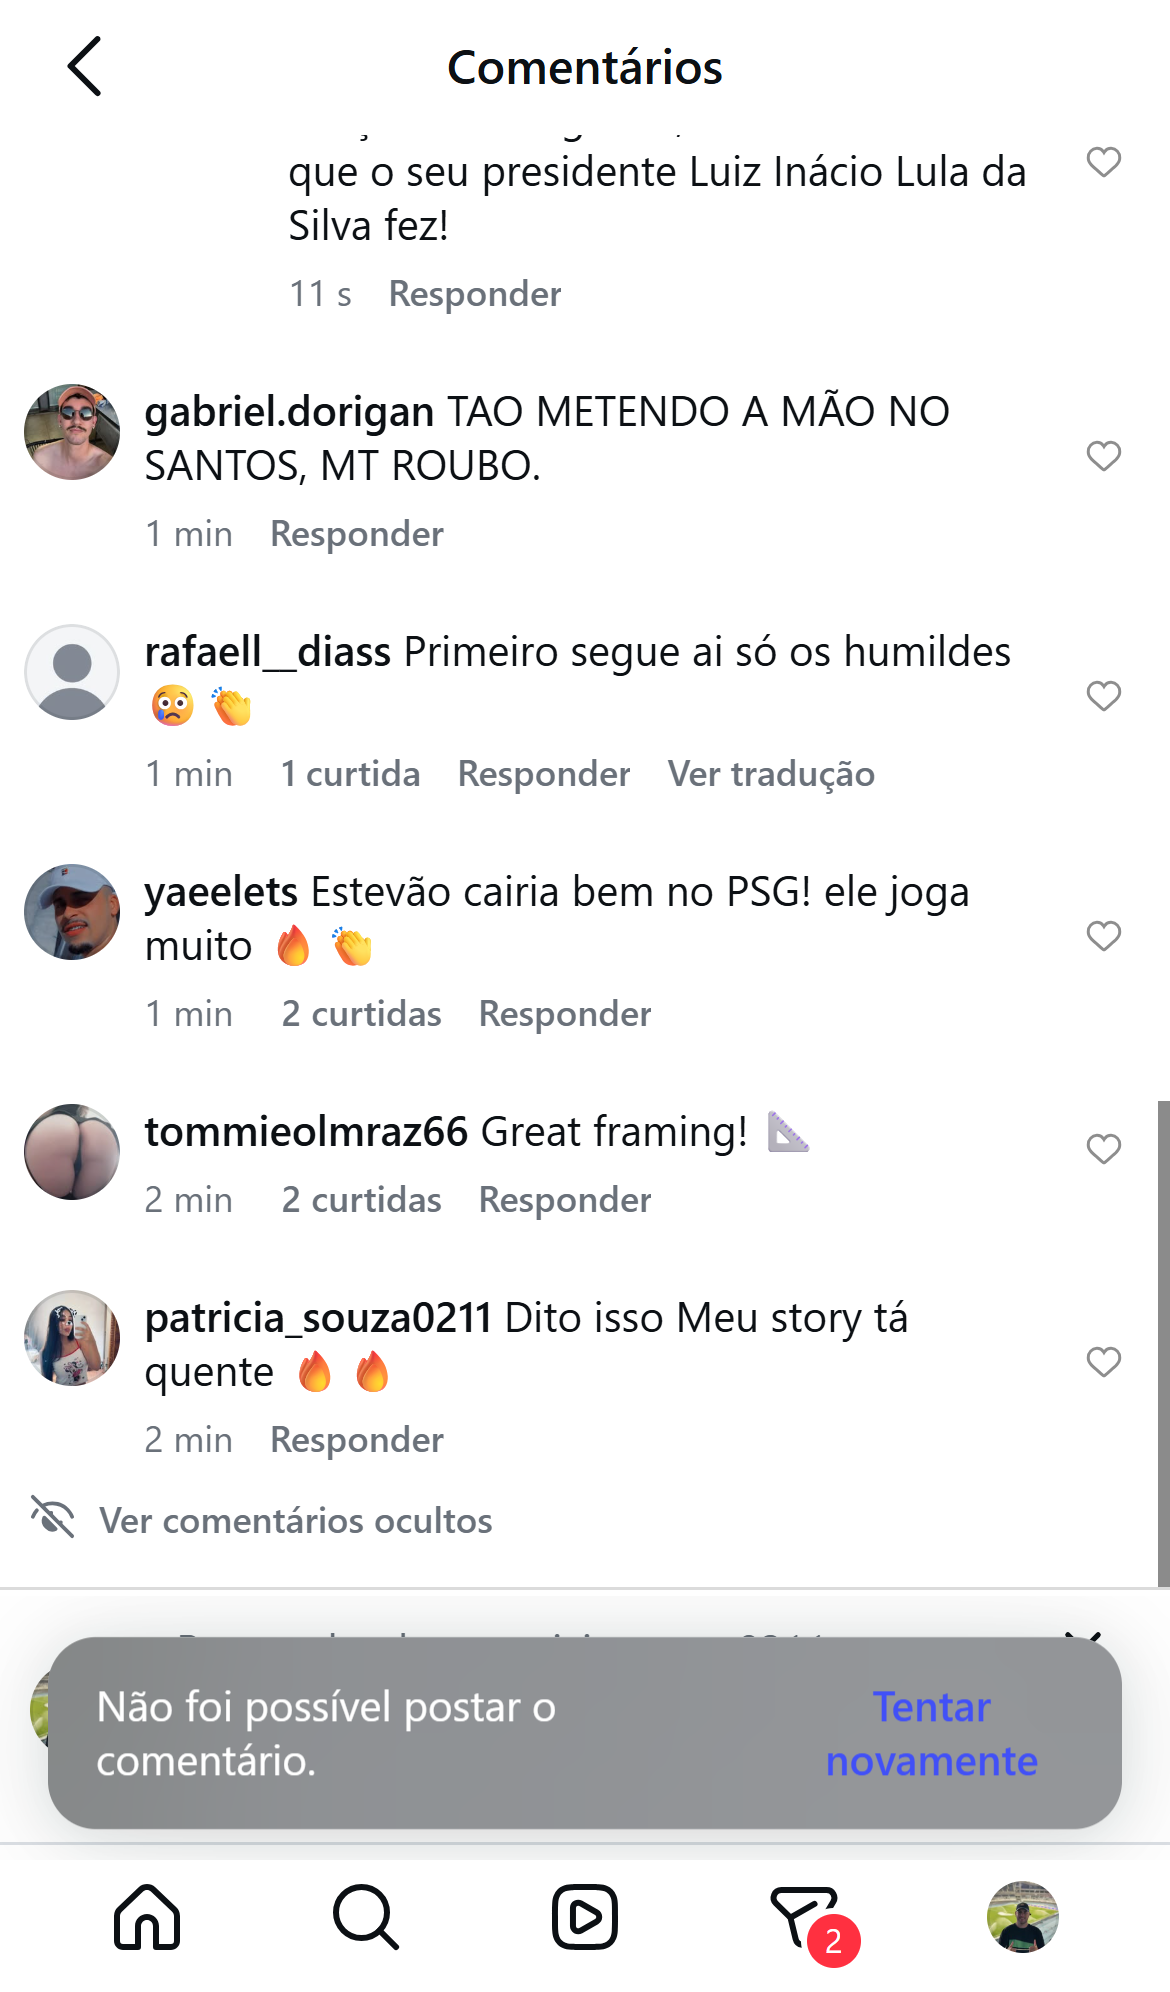 Comentários
que o seu presidente Luiz Inácio Lula da
Silva fez!
11 s Responder
gabriel.dorigan TAO METENDO A MÃO NO
SANTOS, MT ROUBO.
1 min Responder
rafaell__diass Primeiro segue ai só os humildes
😢 👏
1 min 1 curtida Responder Ver tradução
yaeelets Estevão cairia bem no PSG! ele joga
muito 🔥 👏
1 min 2 curtidas Responder
tommieolmraz66 Great framing! 📐
2 min 2 curtidas Responder
patricia_souza0211 Dito isso Meu story tá
quente 🔥 🔥
2 min Responder
Ver comentários ocultos
Não foi possível postar o
comentário.
Tentar
novamente
2